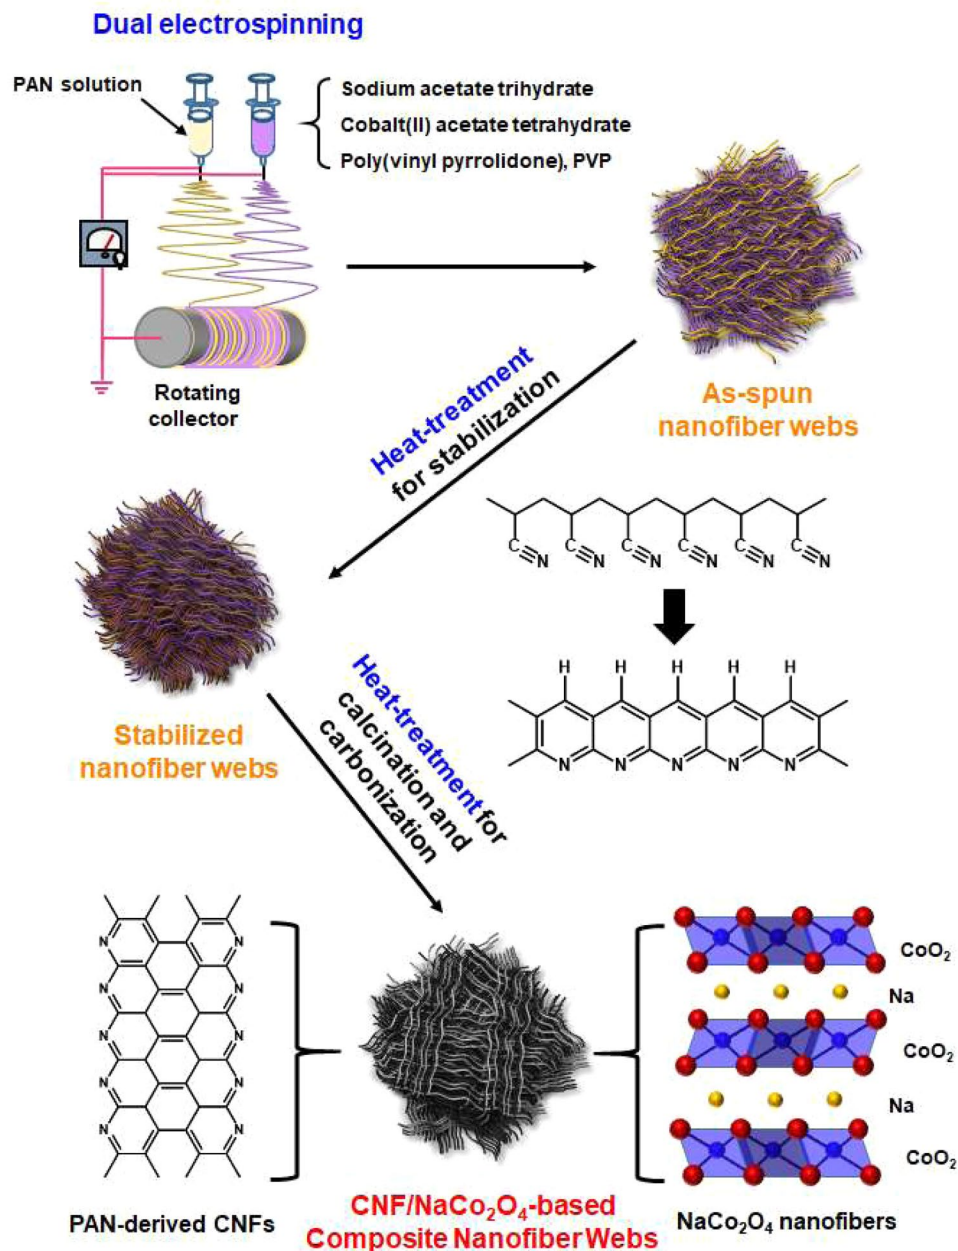 Dual electrospinning
PAN solution
Sodium acetate trihydrate
Cobalt(II) acetate tetrahydrate
Poly(vinyl pyrrolidone), PVP
Rotating
collector
As-spun
nanofiber webs
Heat-treatment
for stabilization
C≡N C≡N C≡N C≡N C≡N C≡N
H H H H H
N N N N N
Stabilized
nanofiber webs
Heat-treatment for
calcination and
carbonization
N N
N N
N N
N N
N N
PAN-derived CNFs
CNF/NaCo₂O₄-based
Composite Nanofiber Webs
CoO₂
Na
CoO₂
Na
CoO₂
NaCo₂O₄ nanofibers